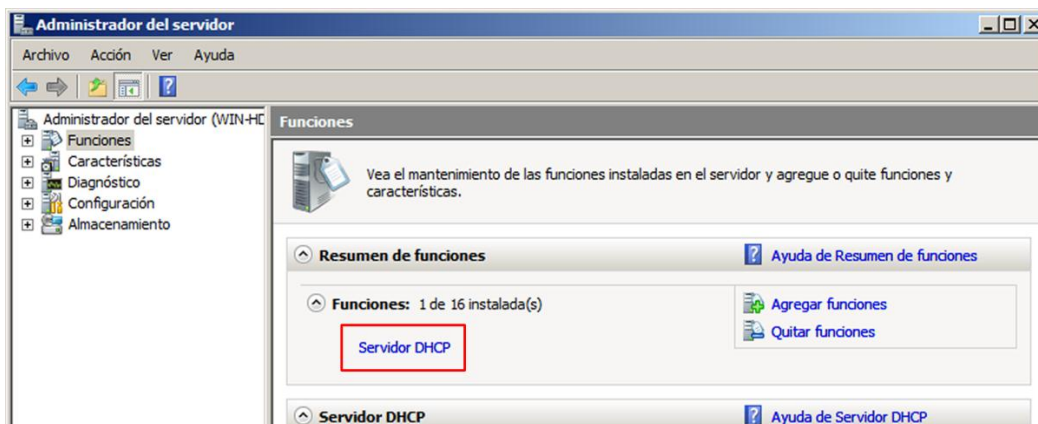 Administrador del servidor
Archivo Acción Ver Ayuda
Administrador del servidor (WIN-HD
Funciones
Características
Diagnóstico
Configuración
Almacenamiento
Funciones
Vea el mantenimiento de las funciones instaladas en el servidor y agregue o quite funciones y
características.
Resumen de funciones
Ayuda de Resumen de funciones
Funciones: 1 de 16 instalada(s)
Agregar funciones
Quitar funciones
Servidor DHCP
Servidor DHCP
Ayuda de Servidor DHCP